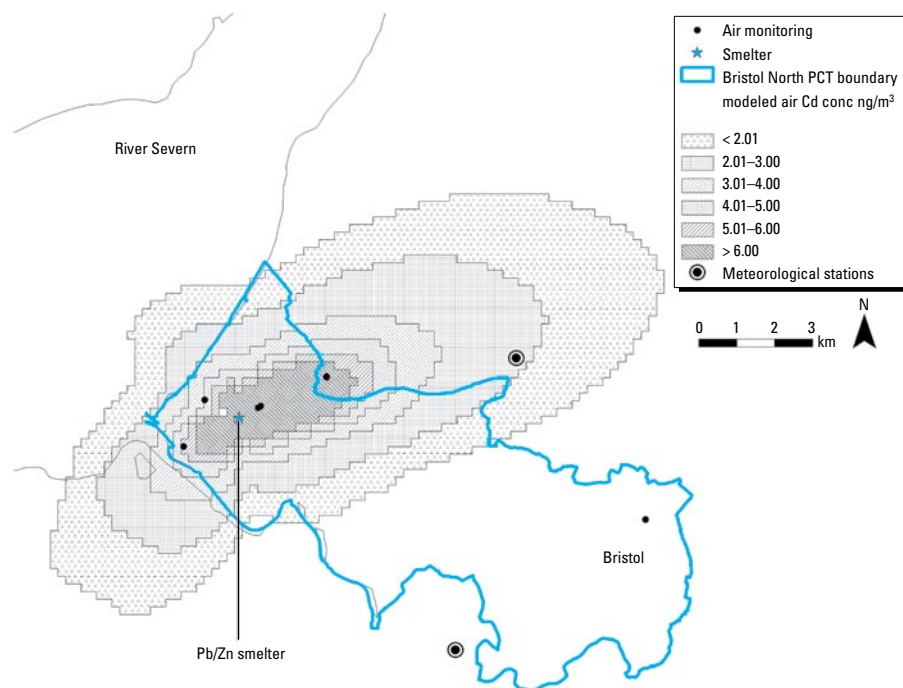 Air monitoring
Smelter
Bristol North PCT boundary
modeled air Cd conc ng/m³
< 2.01
2.01–3.00
3.01–4.00
4.01–5.00
5.01–6.00
> 6.00
Meteorological stations
River Severn
N
0 1 2 3
km
Bristol
Pb/Zn smelter